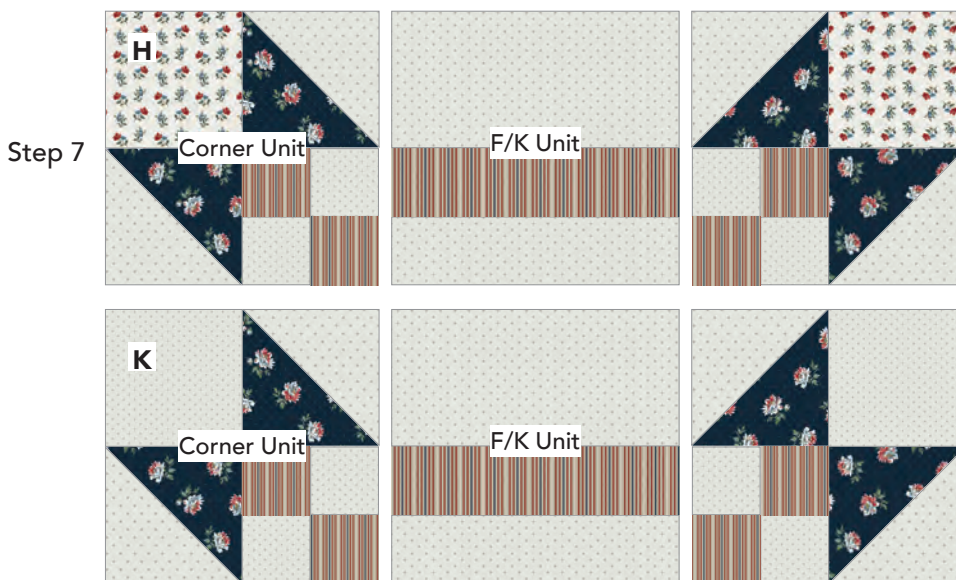 H
Corner Unit
F/K Unit
Step 7
K
Corner Unit
F/K Unit